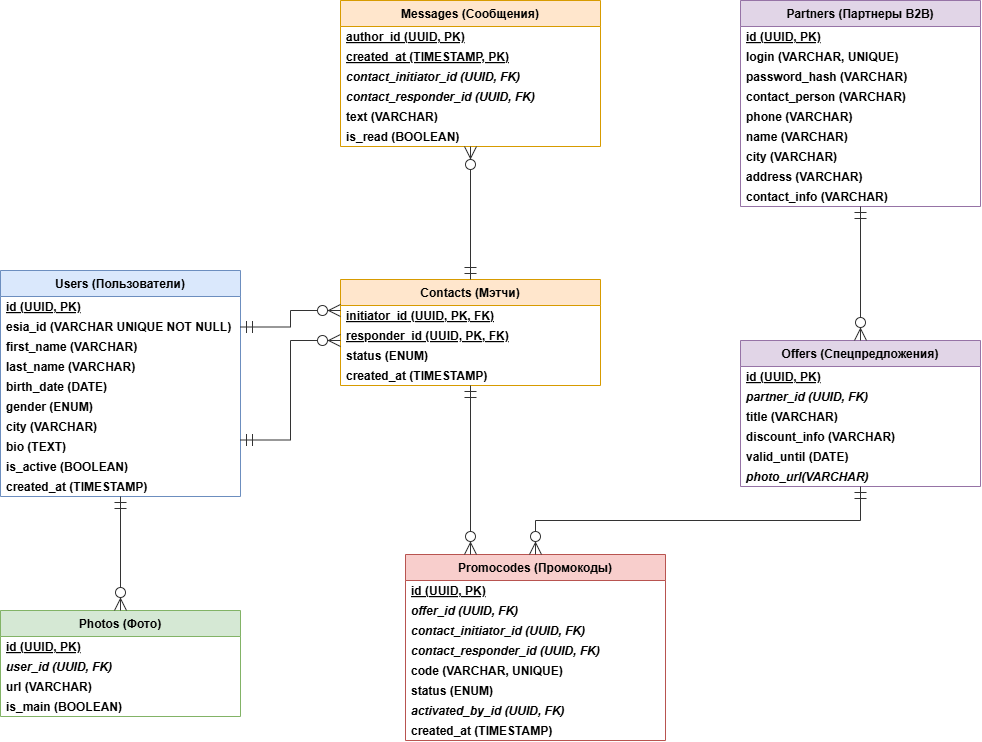 Messages (Сообщения)
author_id (UUID, PK)
created_at (TIMESTAMP, PK)
contact_initiator_id (UUID, FK)
contact_responder_id (UUID, FK)
text (VARCHAR)
is_read (BOOLEAN)
Partners (Партнеры B2B)
id (UUID, PK)
login (VARCHAR, UNIQUE)
password_hash (VARCHAR)
contact_person (VARCHAR)
phone (VARCHAR)
name (VARCHAR)
city (VARCHAR)
address (VARCHAR)
contact_info (VARCHAR)
Users (Пользователи)
id (UUID, PK)
esia_id (VARCHAR UNIQUE NOT NULL)
first_name (VARCHAR)
last_name (VARCHAR)
birth_date (DATE)
gender (ENUM)
city (VARCHAR)
bio (TEXT)
is_active (BOOLEAN)
created_at (TIMESTAMP)
Contacts (Мэтчи)
initiator_id (UUID, PK, FK)
responder_id (UUID, PK, FK)
status (ENUM)
created_at (TIMESTAMP)
Offers (Спецпредложения)
id (UUID, PK)
partner_id (UUID, FK)
title (VARCHAR)
discount_info (VARCHAR)
valid_until (DATE)
photo_url(VARCHAR)
Photos (Фото)
id (UUID, PK)
user_id (UUID, FK)
url (VARCHAR)
is_main (BOOLEAN)
Promocodes (Промокоды)
id (UUID, PK)
offer_id (UUID, FK)
contact_initiator_id (UUID, FK)
contact_responder_id (UUID, FK)
code (VARCHAR, UNIQUE)
status (ENUM)
activated_by_id (UUID, FK)
created_at (TIMESTAMP)